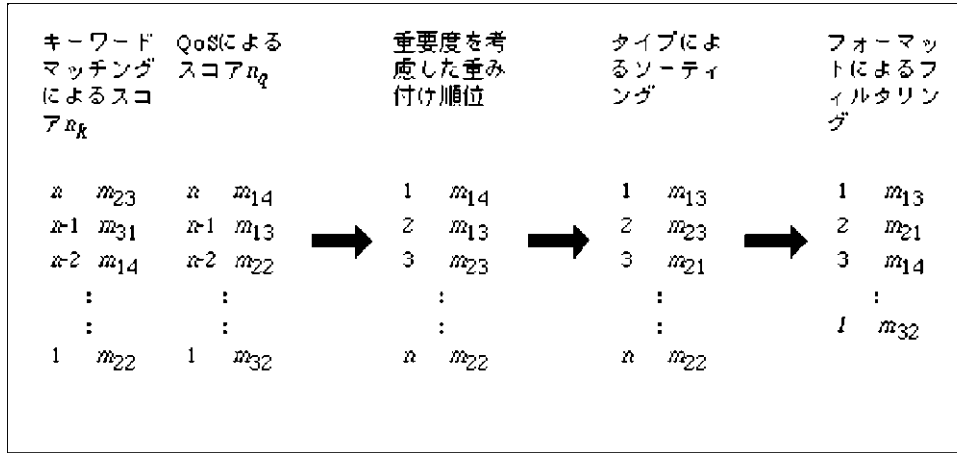 キーワード
マッチング
によるスコ
アRk
QoSによる
スコアRq
重要度を考
慮した重み
付け順位
タイプによ
るソーティ
ング
フォーマッ
トによるフ
ィルタリン
グ
n m23 n m14 1 m14 1 m13 1 m13
n-1 m31 n-1 m13 2 m13 2 m23 2 m21
n-2 m14 n-2 m22 3 m23 3 m21 3 m14
: : : : :
: : : : l m32
1 m22 1 m32 n m22 n m22